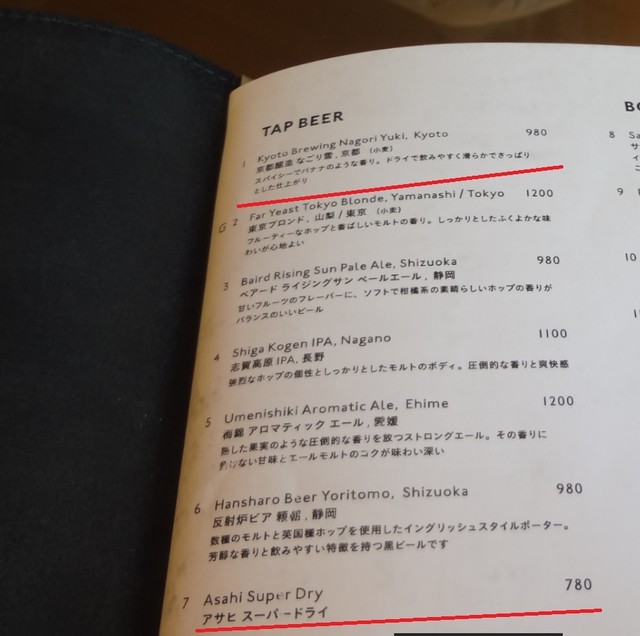 TAP BEER
1 Kyoto Brewing Nagori Yuki, Kyoto 980
京都醸造 なごり雪, 京都 (小麦)
スパイシーでバナナのような香り。ドライで飲みやすく滑らかでさっぱり
とした仕上がり
G 2 Far Yeast Tokyo Blonde, Yamanashi / Tokyo 1200
東京ブロンド, 山梨 / 東京 (小麦)
フルーティーなホップと香ばしいモルトの香り。しっかりとしたふくよかな味
わいが心地よい
3 Baird Rising Sun Pale Ale, Shizuoka 980
ベアード ライジングサン ペールエール, 静岡
甘いフルーツのフレーバーに、ソフトで柑橘系の素晴らしいホップの香りが
バランスのいいビール
4 Shiga Kogen IPA, Nagano 1100
志賀高原 IPA, 長野
強烈なホップの個性としっかりとしたモルトのボディ。圧倒的な香りと爽快感
5 Umenishiki Aromatic Ale, Ehime 1200
梅錦 アロマティック エール, 愛媛
熟した果実のような圧倒的な香りを放つストロングエール。その香りに
ない甘味とエールモルトのコクが味わい深い
6 Hansharo Beer Yoritomo, Shizuoka 980
反射炉ビア 頼朝, 静岡
数種のモルトと英国種ホップを使用したイングリッシュスタイルポーター。
芳醇な香りと飲みやすい特徴を持つ黒ビールです
7 Asahi Super Dry 780
アサヒ スーパードライ
8
9
10